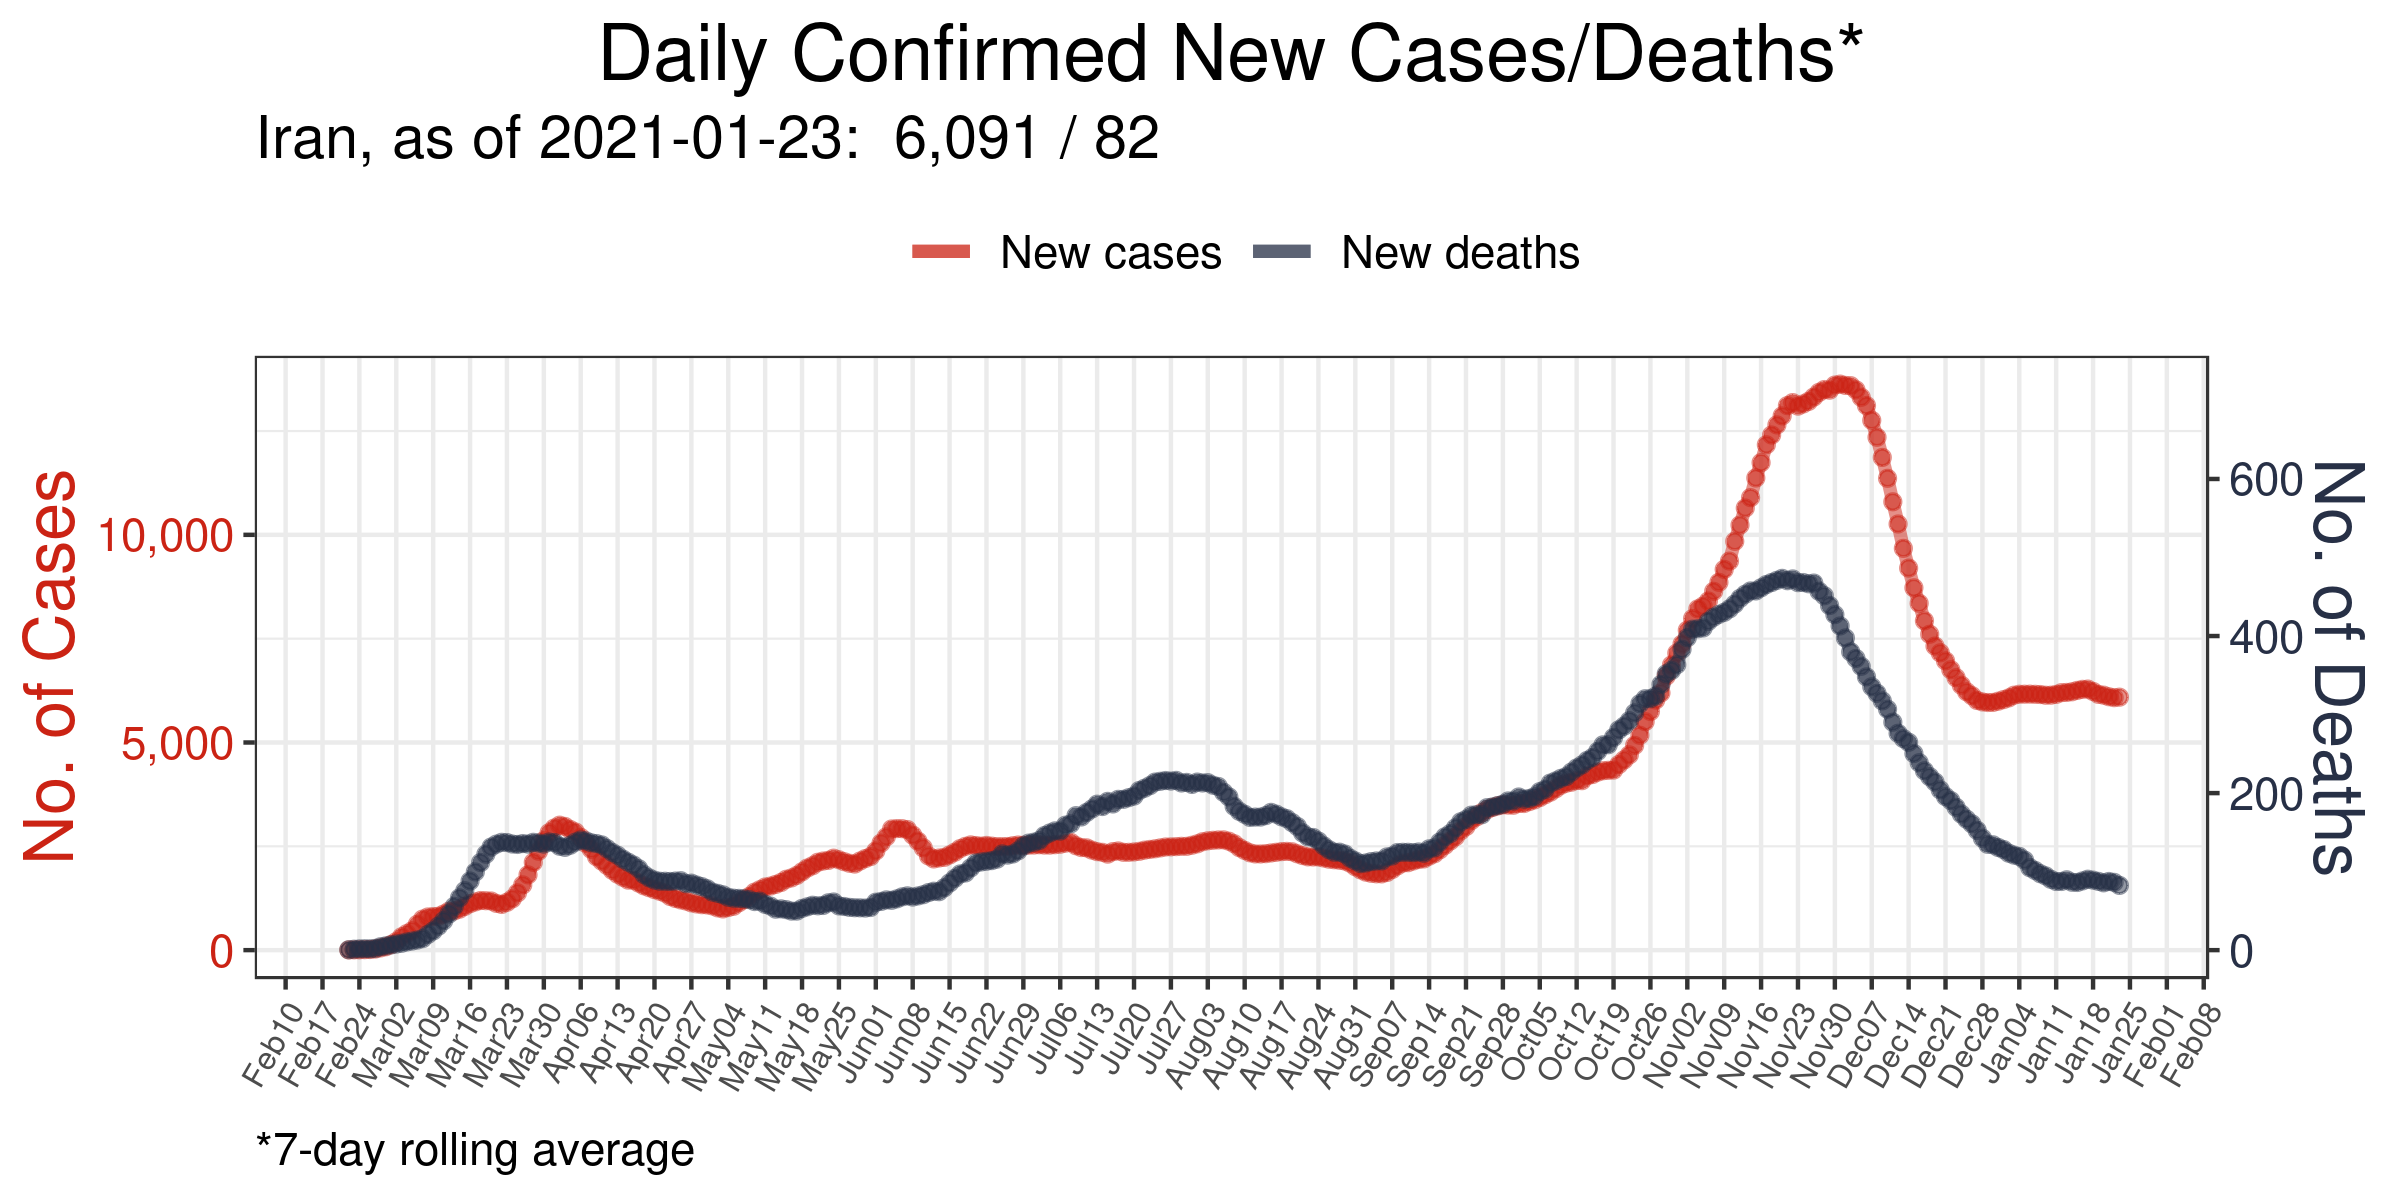 Daily Confirmed New Cases/Deaths*
Iran, as of 2021-01-23:  6,091 / 82
New cases
New deaths
No. of Cases
10,000
5,000
0
600
400
200
0
No. of Deaths
Feb10
Feb17
Feb24
Mar02
Mar09
Mar16
Mar23
Mar30
Apr06
Apr13
Apr20
Apr27
May04
May11
May18
May25
Jun01
Jun08
Jun15
Jun22
Jun29
Jul06
Jul13
Jul20
Jul27
Aug03
Aug10
Aug17
Aug24
Aug31
Sep07
Sep14
Sep21
Sep28
Oct05
Oct12
Oct19
Oct26
Nov02
Nov09
Nov16
Nov23
Nov30
Dec07
Dec14
Dec21
Dec28
Jan04
Jan11
Jan18
Jan25
Feb01
Feb08
*7-day rolling average